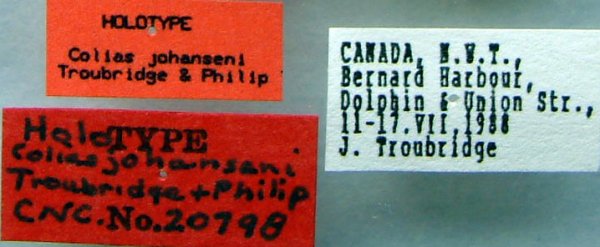 HOLOTYPE
Colias johanseni
Troubridge & Philip
HoloTYPE
Colias johanseni
Troubridge + Philip
CNC. No. 20798
CANADA, N.W.T.,
Bernard Harbour,
Dolphin & Union Str.,
11-17.VII.1988
J. Troubridge